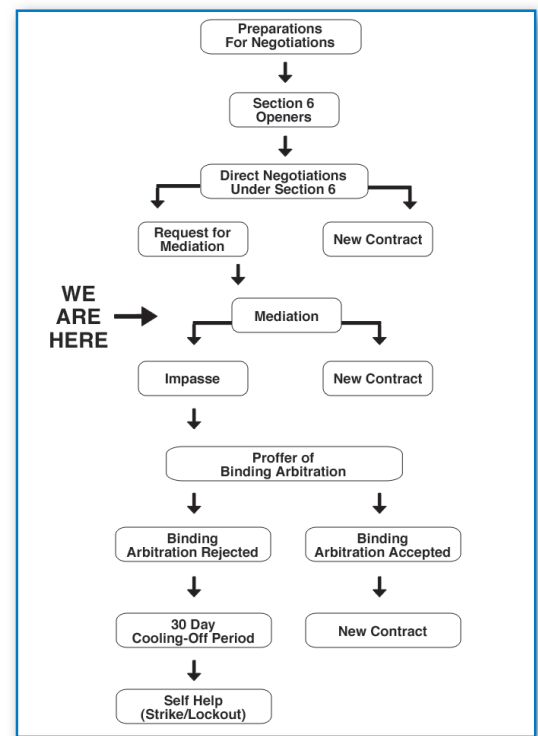 Preparations
For Negotiations
Section 6
Openers
Direct Negotiations
Under Section 6
Request for
Mediation
New Contract
WE
ARE
HERE
Mediation
Impasse
New Contract
Proffer of
Binding Arbitration
Binding
Arbitration Rejected
Binding
Arbitration Accepted
30 Day
Cooling-Off Period
New Contract
Self Help
(Strike/Lockout)